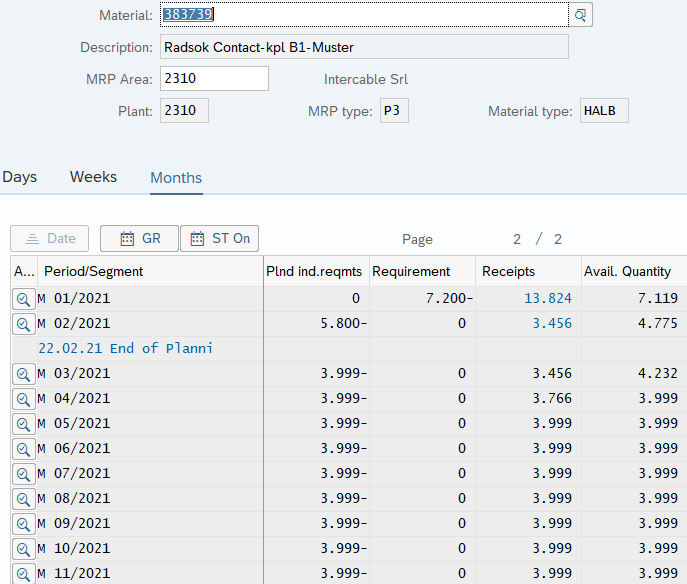 Material: 383739
Description: Radsok Contact-kpl B1-Muster
MRP Area: 2310 Intercable Srl
Plant: 2310 MRP type: P3 Material type: HALB
Days Weeks Months
Date GR ST On Page 2 / 2
A... Period/Segment Plnd ind.reqmts Requirement Receipts Avail. Quantity
M 01/2021 0 7.200- 13.824 7.119
M 02/2021 5.800- 0 3.456 4.775
22.02.21 End of Planni
M 03/2021 3.999- 0 3.456 4.232
M 04/2021 3.999- 0 3.766 3.999
M 05/2021 3.999- 0 3.999 3.999
M 06/2021 3.999- 0 3.999 3.999
M 07/2021 3.999- 0 3.999 3.999
M 08/2021 3.999- 0 3.999 3.999
M 09/2021 3.999- 0 3.999 3.999
M 10/2021 3.999- 0 3.999 3.999
M 11/2021 3.999- 0 3.999 3.999